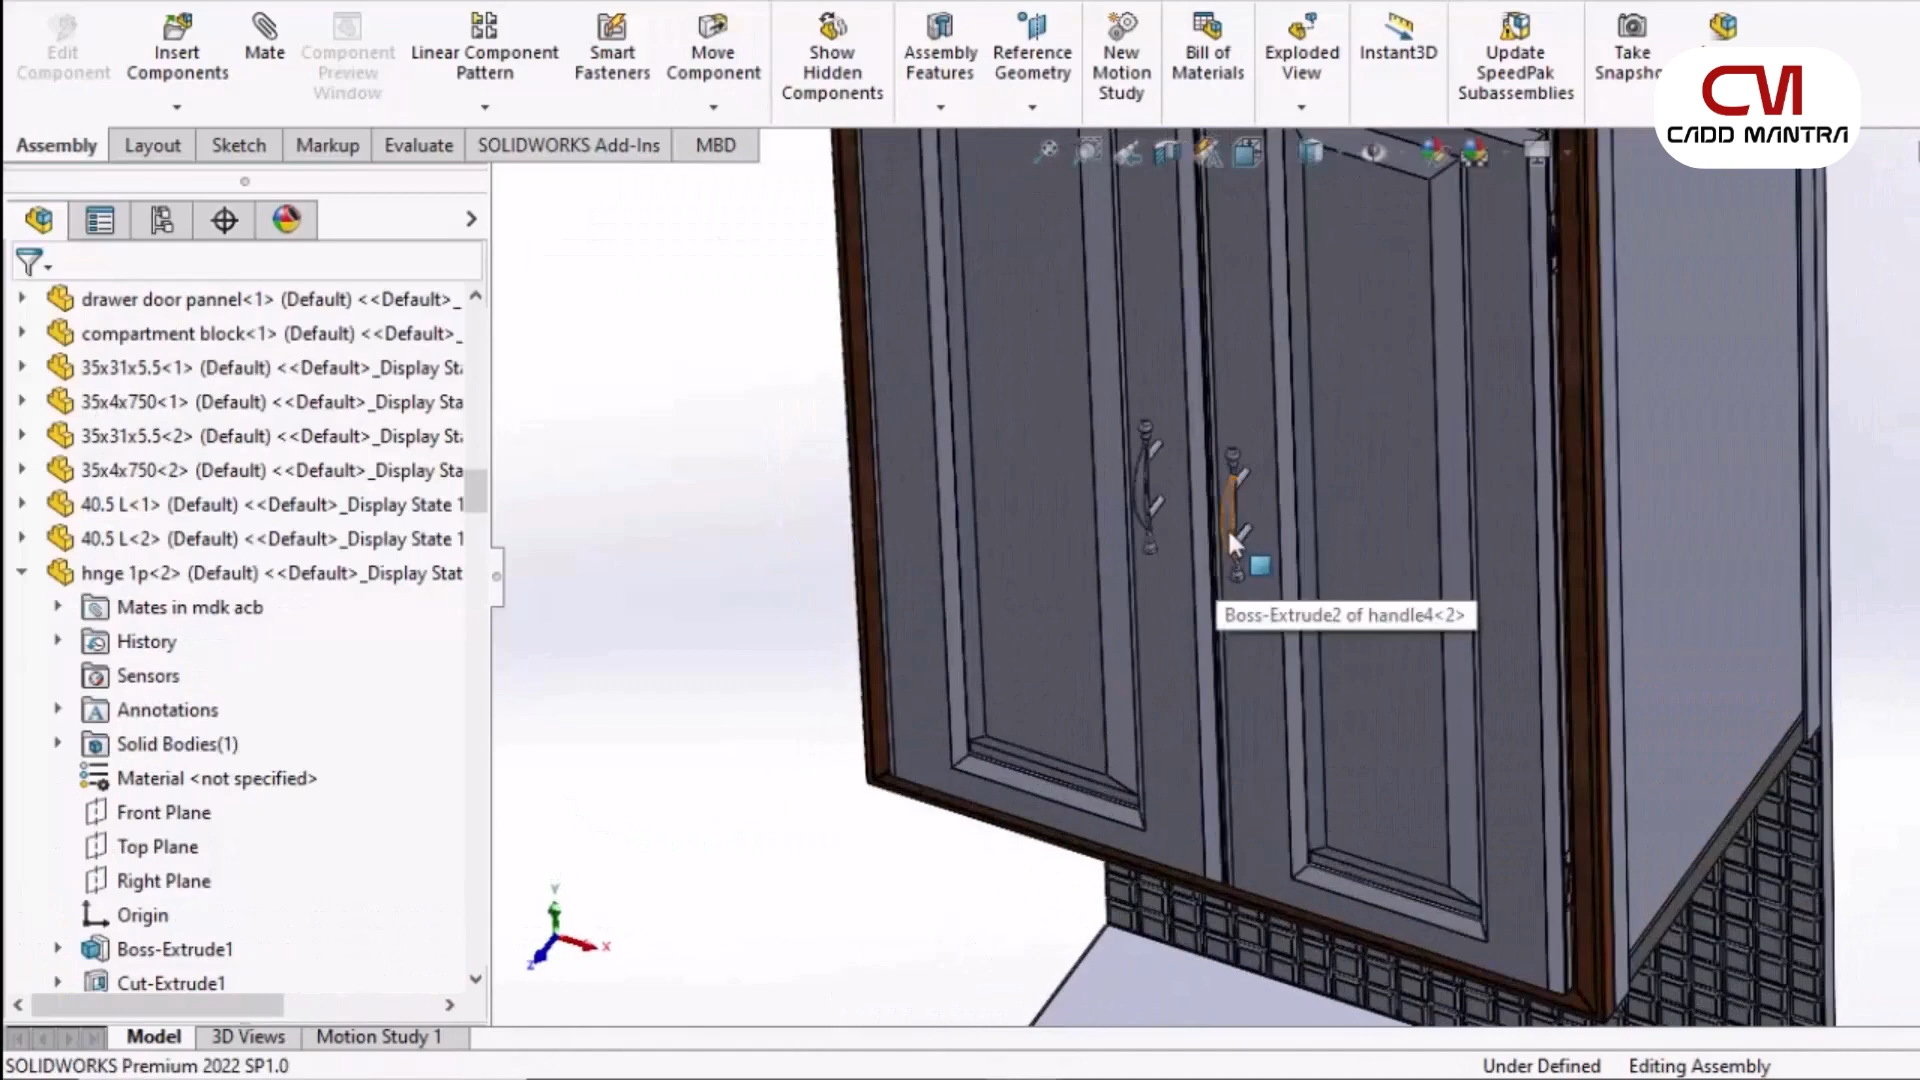 Edit
Component
Insert
Components
Mate
Component
Preview
Window
Linear Component
Pattern
Smart
Fasteners
Move
Component
Show
Hidden
Components
Assembly
Features
Reference
Geometry
New
Motion
Study
Bill of
Materials
Exploded
View
Instant3D
Update
SpeedPak
Subassemblies
Take
Snapsho
CM
CADD MANTRA
Assembly
Layout
Sketch
Markup
Evaluate
SOLIDWORKS Add-Ins
MBD
drawer door pannel<1> (Default) <<Default>_
compartment block<1> (Default) <<Default>_
35x31x5.5<1> (Default) <<Default>_Display St
35x4x750<1> (Default) <<Default>_Display Sta
35x31x5.5<2> (Default) <<Default>_Display St
35x4x750<2> (Default) <<Default>_Display Sta
40.5 L<1> (Default) <<Default>_Display State 1
40.5 L<2> (Default) <<Default>_Display State 1
hnge 1p<2> (Default) <<Default>_Display Stat
Mates in mdk acb
History
Sensors
Annotations
Solid Bodies(1)
Material <not specified>
Front Plane
Top Plane
Right Plane
Origin
Boss-Extrude1
Cut-Extrude1
Boss-Extrude2 of handle4<2>
Y
X
Z
Model
3D Views
Motion Study 1
SOLIDWORKS Premium 2022 SP1.0
Under Defined
Editing Assembly